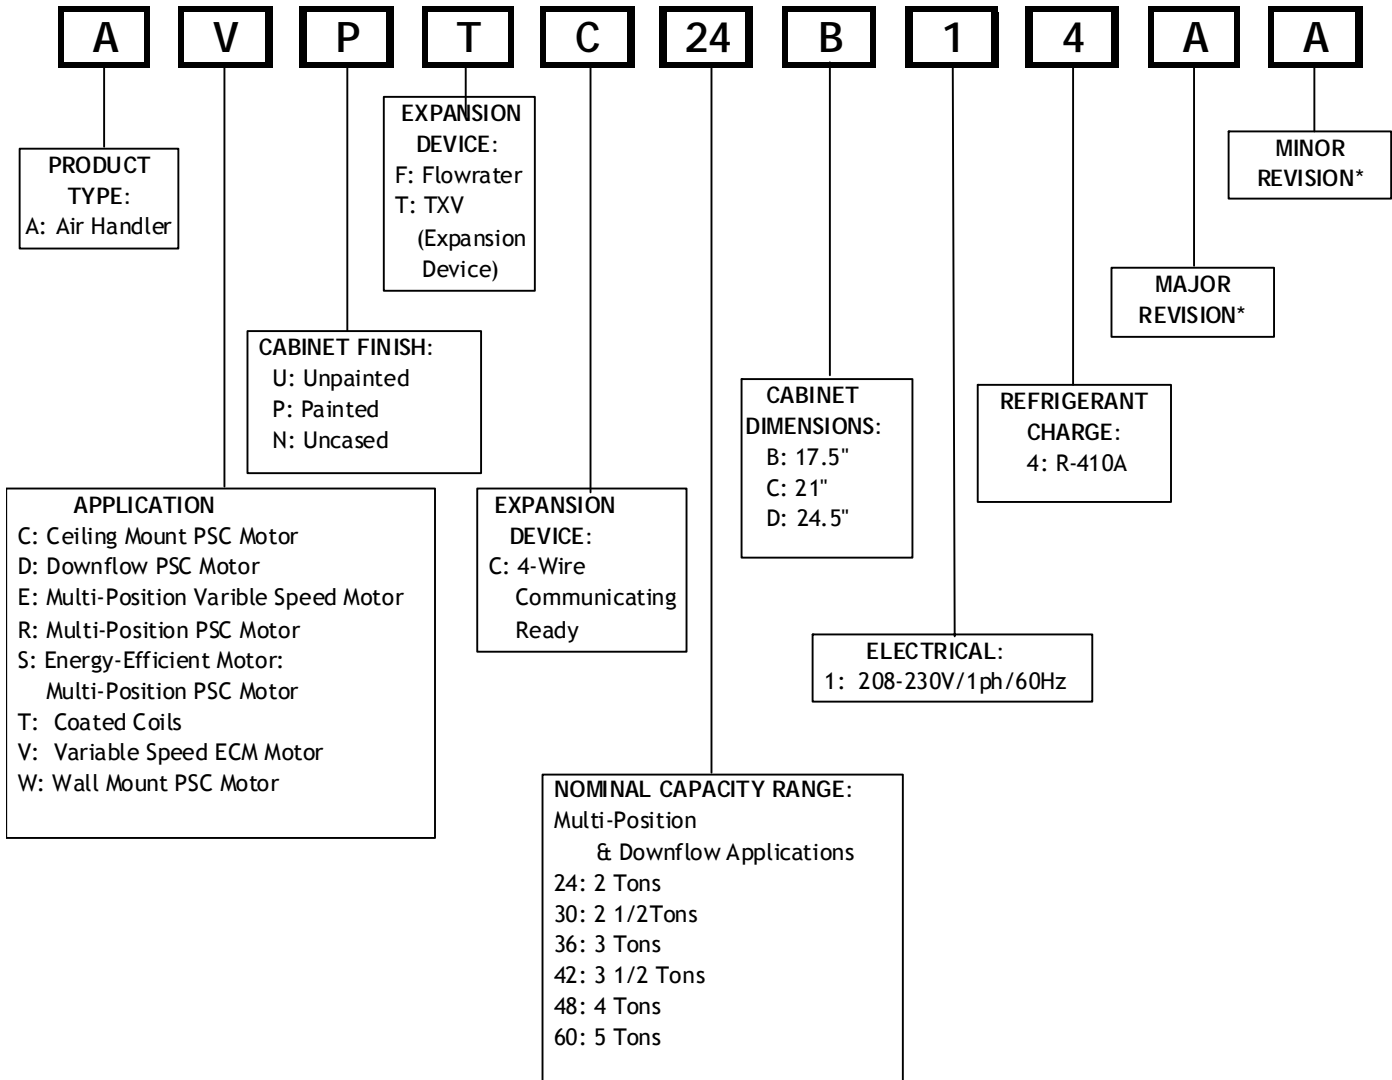 A V P T C 24 B 1 4 A A
PRODUCT
TYPE:
A: Air Handler
EXPANSION
DEVICE:
F: Flowrater
T: TXV
(Expansion
Device)
MINOR
REVISION*
MAJOR
REVISION*
CABINET FINISH:
U: Unpainted
P: Painted
N: Uncased
CABINET
DIMENSIONS:
B: 17.5"
C: 21"
D: 24.5"
REFRIGERANT
CHARGE:
4: R-410A
APPLICATION
C: Ceiling Mount PSC Motor
D: Downflow PSC Motor
E: Multi-Position Varible Speed Motor
R: Multi-Position PSC Motor
S: Energy-Efficient Motor:
Multi-Position PSC Motor
T: Coated Coils
V: Variable Speed ECM Motor
W: Wall Mount PSC Motor
EXPANSION
DEVICE:
C: 4-Wire
Communicating
Ready
ELECTRICAL:
1: 208-230V/1ph/60Hz
NOMINAL CAPACITY RANGE:
Multi-Position
& Downflow Applications
24: 2 Tons
30: 2 1/2Tons
36: 3 Tons
42: 3 1/2 Tons
48: 4 Tons
60: 5 Tons